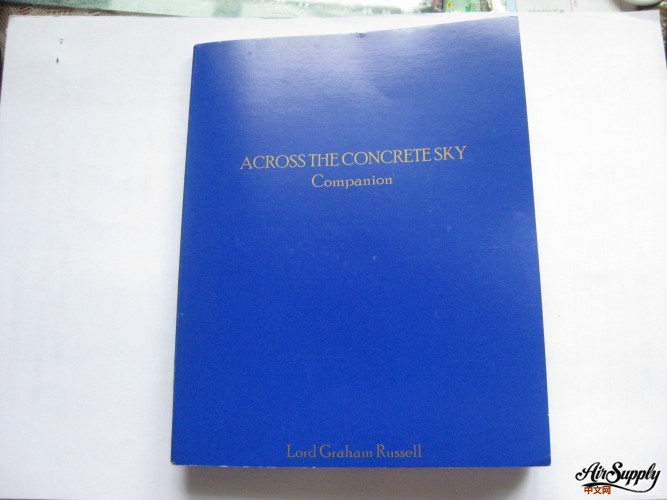 ACROSS THE CONCRETE SKY
Companion
Lord Graham Russell
AirSupply
中文网